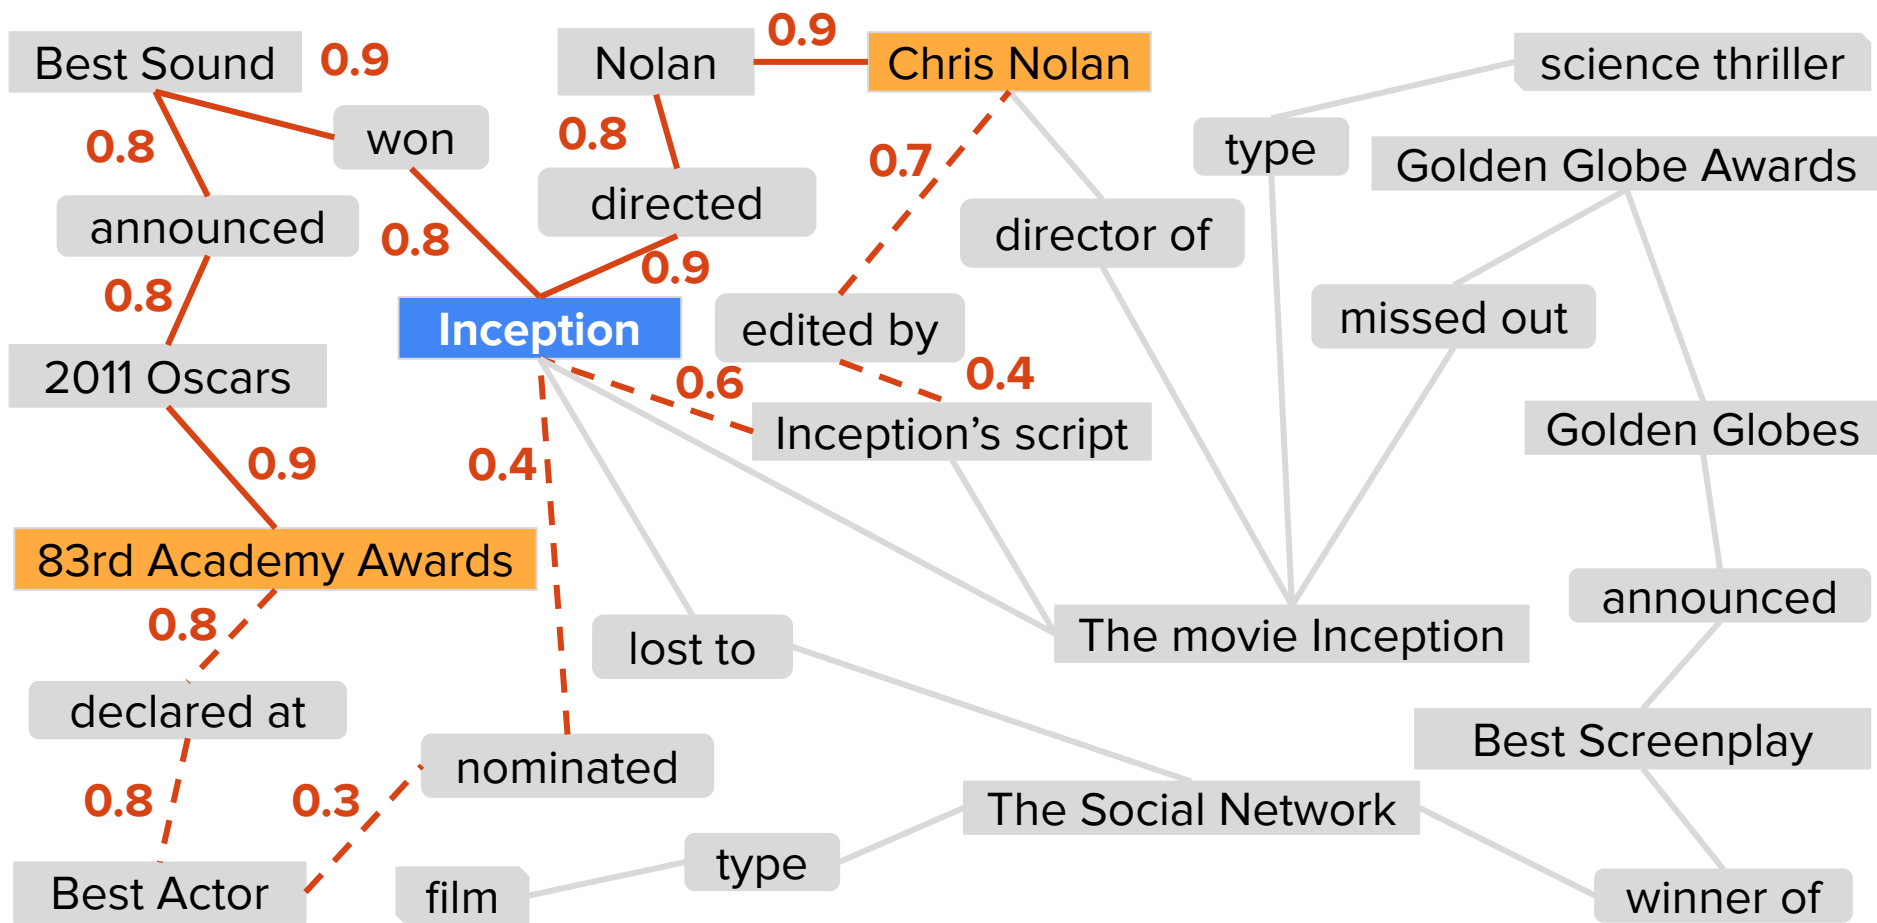 Best Sound
0.9
Nolan
0.9
Chris Nolan
science thriller
0.8
won
0.8
0.7
type
Golden Globe Awards
announced
0.8
directed
director of
0.8
0.9
missed out
Inception
edited by
2011 Oscars
0.6
0.4
0.9
0.4
Inception’s script
Golden Globes
83rd Academy Awards
0.8
lost to
The movie Inception
announced
declared at
nominated
Best Screenplay
0.8
0.3
The Social Network
Best Actor
film
type
winner of